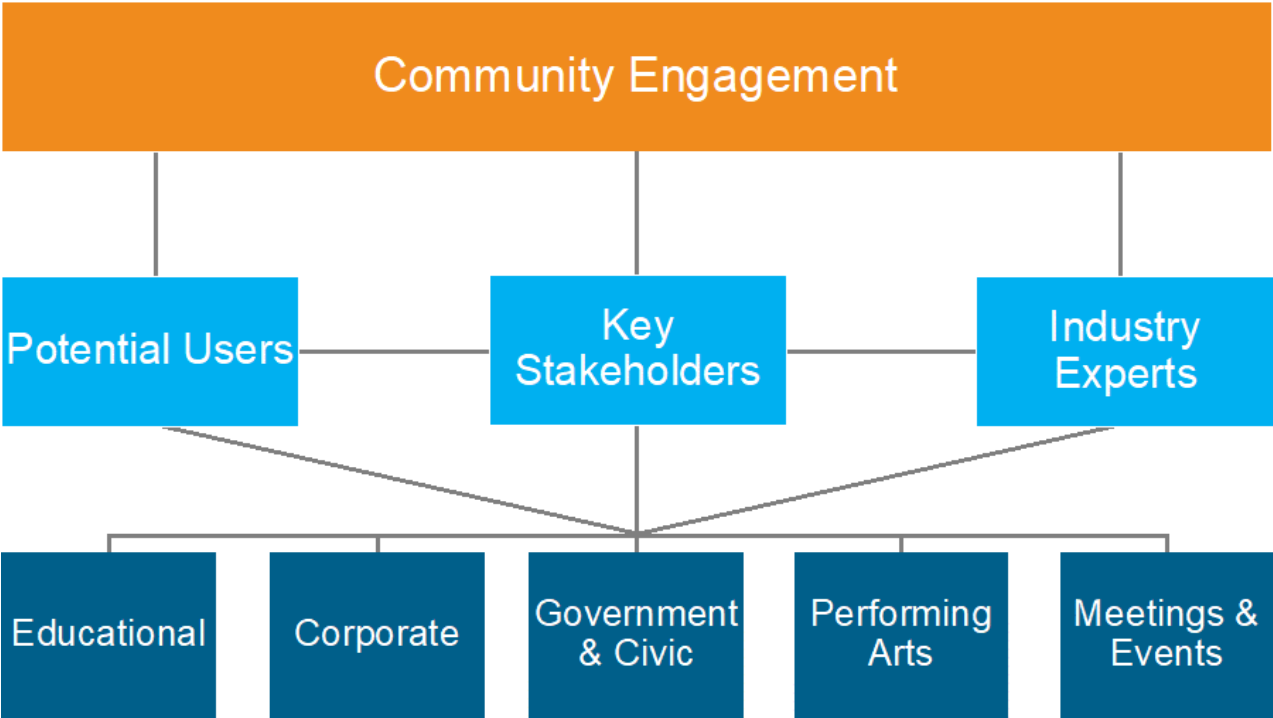 Community Engagement
Potential Users
Key
Stakeholders
Industry
Experts
Educational
Corporate
Government
& Civic
Performing
Arts
Meetings &
Events